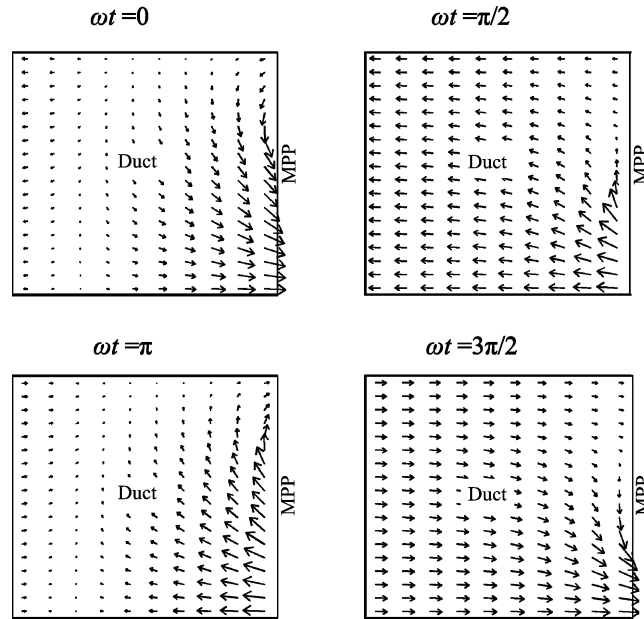 ωt =0
Duct
MPP
ωt =π/2
Duct
MPP
ωt =π
Duct
MPP
ωt =3π/2
Duct
MPP